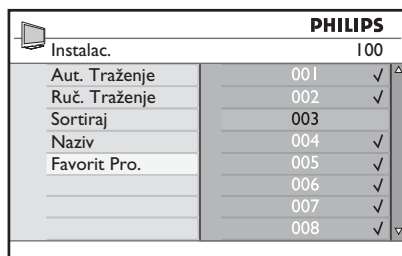 PHILIPS
Instalac. 100
Aut. Traženje 001 √
Ruč. Traženje 002 √
Sortiraj 003
Naziv 004 √
Favorit Pro. 005 √
006 √
007 √
008 √